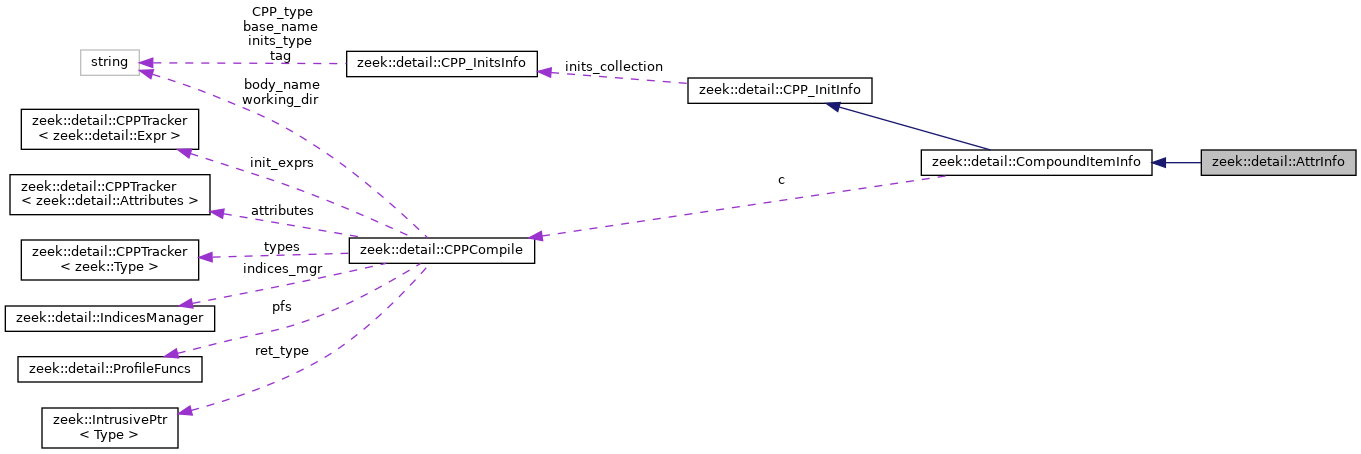 CPP_type
base_name
inits_type
tag
string
zeek::detail::CPP_InitsInfo
inits_collection
zeek::detail::CPP_InitInfo
body_name
working_dir
zeek::detail::CPPTracker
< zeek::detail::Expr >
init_exprs
zeek::detail::CompoundItemInfo
zeek::detail::AttrInfo
zeek::detail::CPPTracker
< zeek::detail::Attributes >
c
attributes
zeek::detail::CPPTracker
< zeek::Type >
types
zeek::detail::CPPCompile
indices_mgr
zeek::detail::IndicesManager
pfs
zeek::detail::ProfileFuncs
ret_type
zeek::IntrusivePtr
< Type >